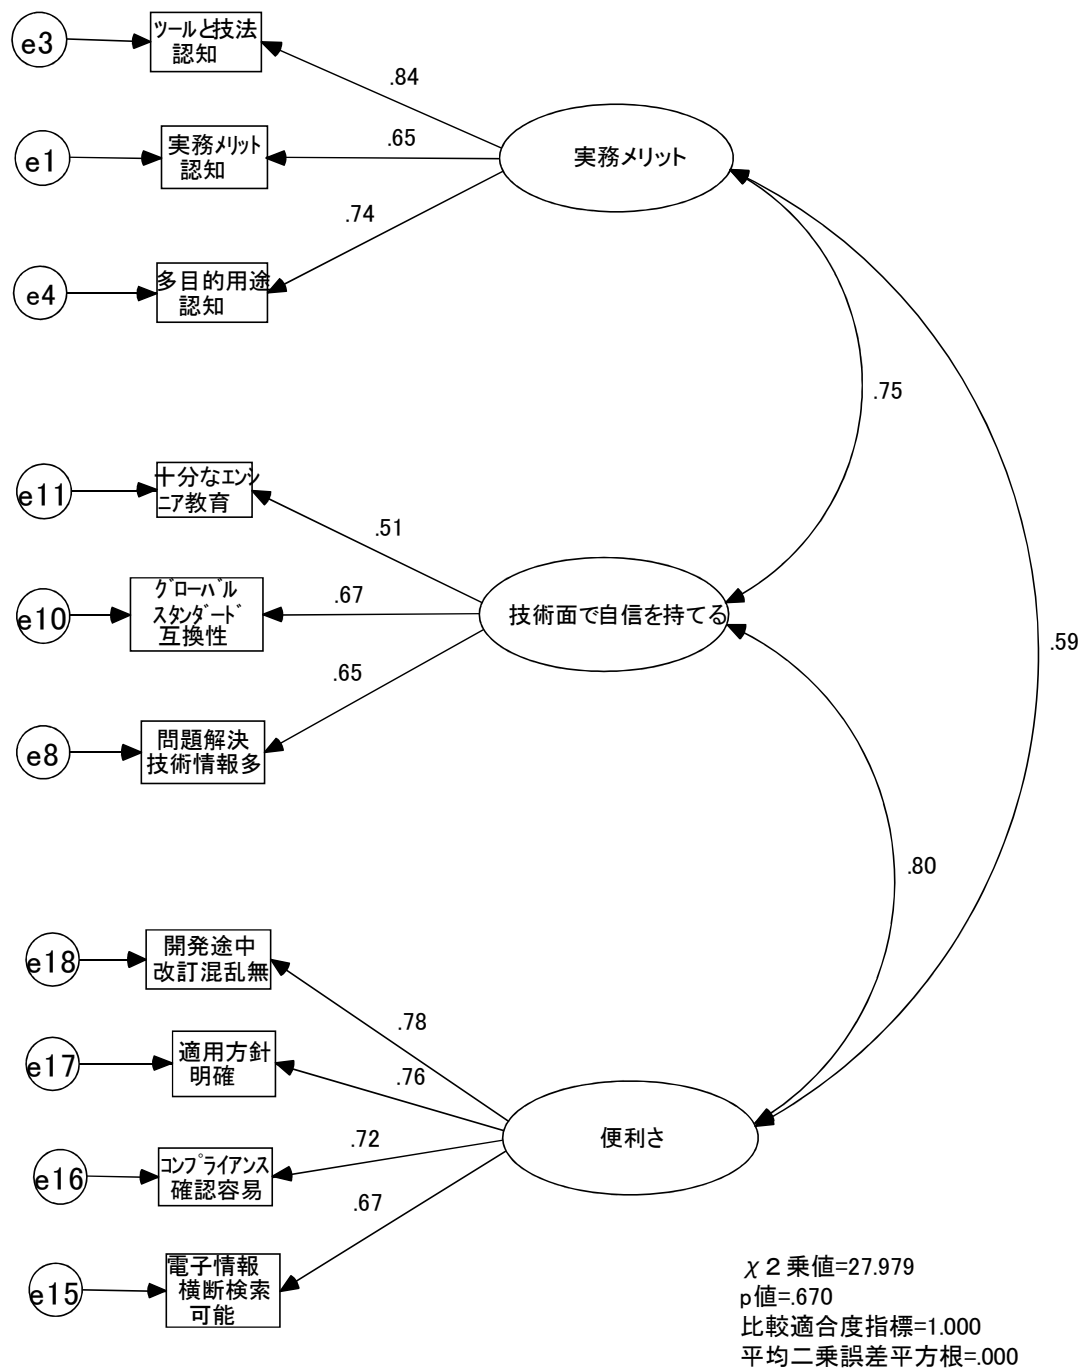 e3
ツールと技法
認知
.84
e1
実務メリット
認知
.65
実務メリット
e4
多目的用途
認知
.74
.75
e11
十分なエンジ
ニア教育
.51
e10
グローバル
スタンダード
互換性
.67
技術面で自信を持てる
.59
e8
問題解決
技術情報多
.65
.80
e18
開発途中
改訂混乱無
.78
e17
適用方針
明確
.76
便利さ
e16
コンプライアンス
確認容易
.72
e15
電子情報
横断検索
可能
.67
χ2乗値=27.979
p値=.670
比較適合度指標=1.000
平均二乗誤差平方根=.000